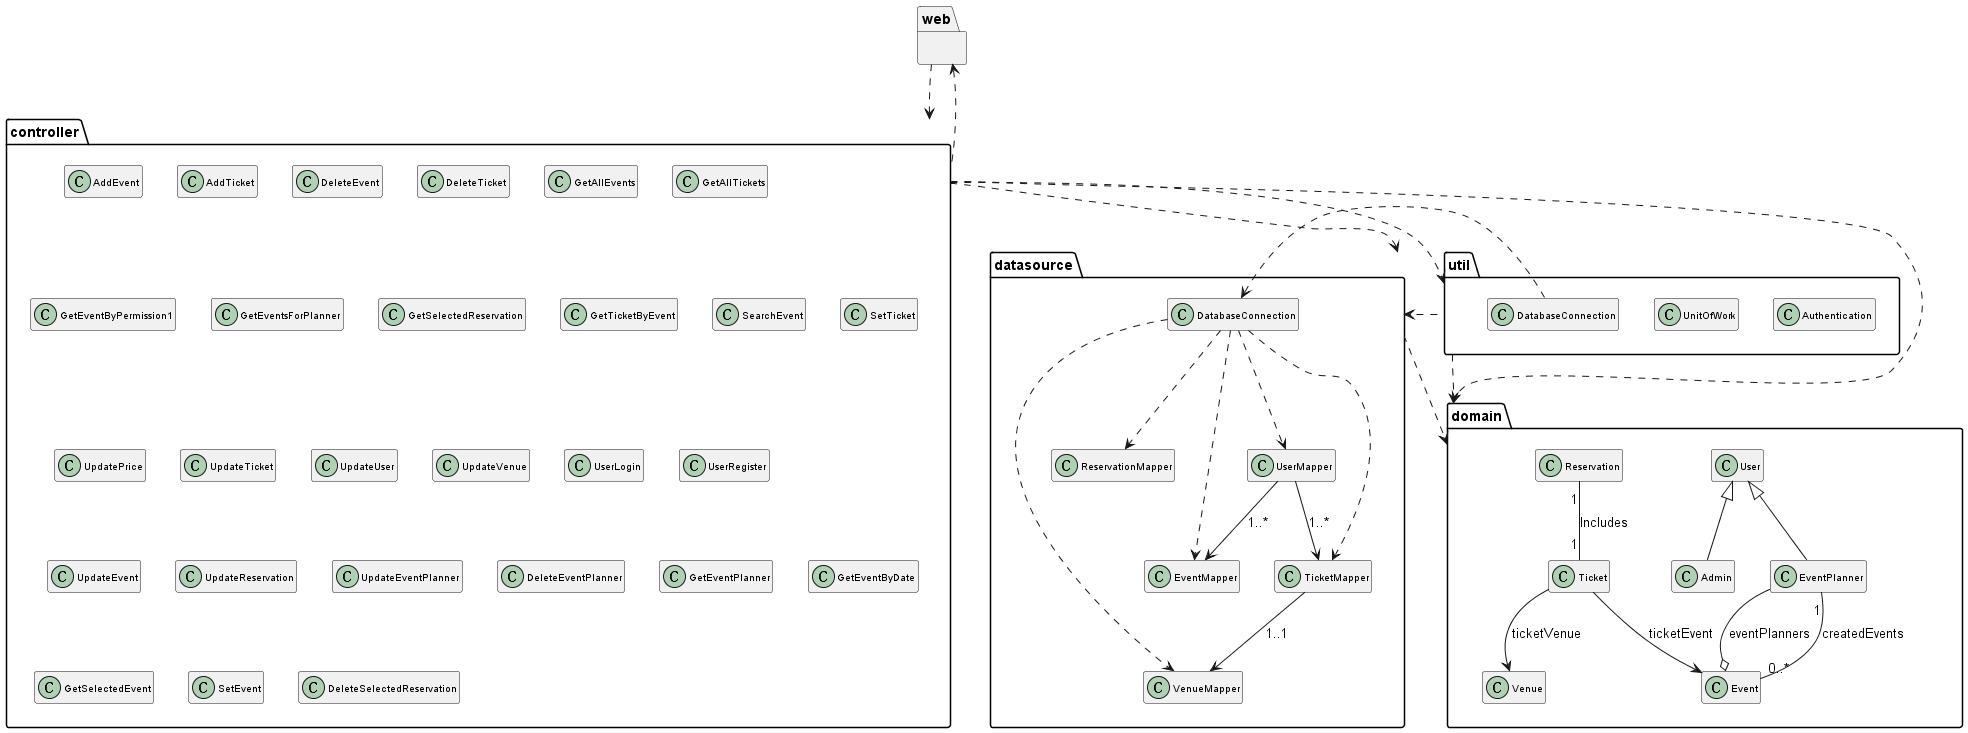 web
controller
C AddEvent
C AddTicket
C DeleteEvent
C DeleteTicket
C GetAllEvents
C GetAllTickets
C GetEventByPermission1
C GetEventsForPlanner
C GetSelectedReservation
C GetTicketByEvent
C SearchEvent
C SetTicket
C UpdatePrice
C UpdateTicket
C UpdateUser
C UpdateVenue
C UserLogin
C UserRegister
C UpdateEvent
C UpdateReservation
C UpdateEventPlanner
C DeleteEventPlanner
C GetEventPlanner
C GetEventByDate
C GetSelectedEvent
C SetEvent
C DeleteSelectedReservation
datasource
C DatabaseConnection
C ReservationMapper
C UserMapper
1..*
1..*
C EventMapper
C TicketMapper
1..1
C VenueMapper
util
C DatabaseConnection
C UnitOfWork
C Authentication
domain
C Reservation
C User
1
Includes
1
C Ticket
C Admin
C EventPlanner
1
ticketVenue
ticketEvent
eventPlanners
createdEvents
0..*
C Venue
C Event